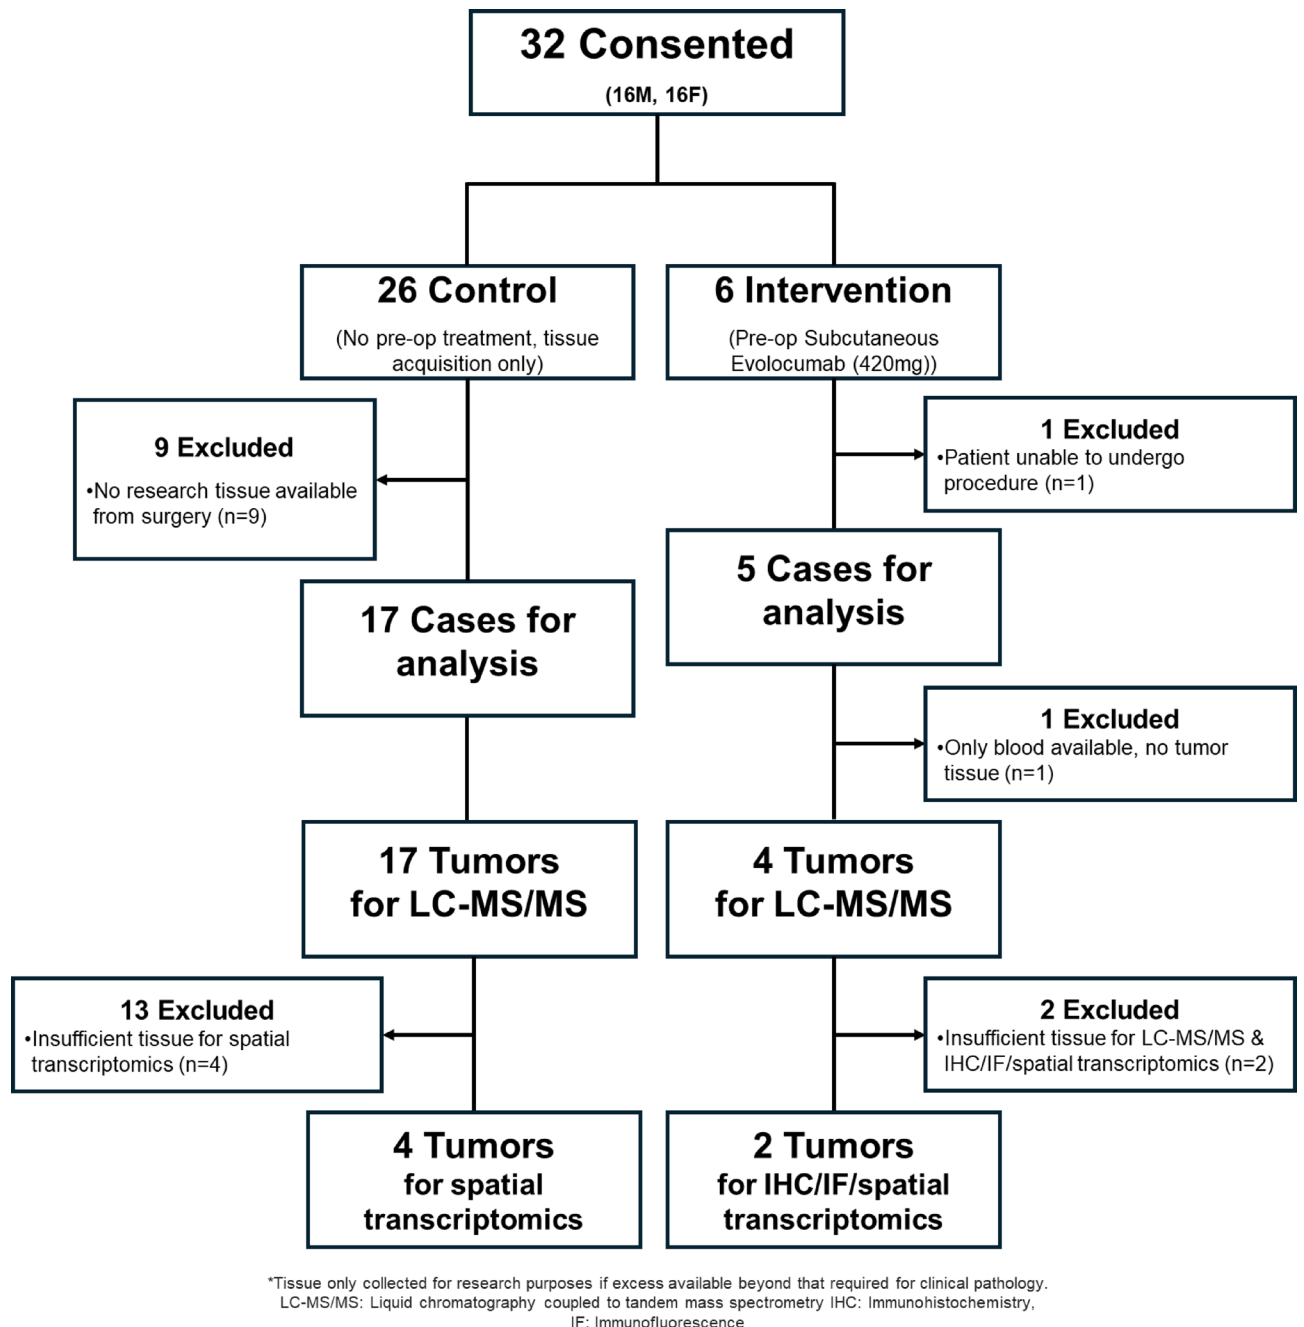 32 Consented
(16M, 16F)
26 Control
(No pre-op treatment, tissue
acquisition only)
6 Intervention
(Pre-op Subcutaneous
Evolocumab (420mg))
9 Excluded
•No research tissue available
from surgery (n=9)
1 Excluded
•Patient unable to undergo
procedure (n=1)
17 Cases for
analysis
5 Cases for
analysis
1 Excluded
•Only blood available, no tumor
tissue (n=1)
17 Tumors
for LC-MS/MS
4 Tumors
for LC-MS/MS
13 Excluded
•Insufficient tissue for spatial
transcriptomics (n=4)
2 Excluded
•Insufficient tissue for LC-MS/MS &
IHC/IF/spatial transcriptomics (n=2)
4 Tumors
for spatial
transcriptomics
2 Tumors
for IHC/IF/spatial
transcriptomics
*Tissue only collected for research purposes if excess available beyond that required for clinical pathology.
LC-MS/MS: Liquid chromatography coupled to tandem mass spectrometry IHC: Immunohistochemistry,
IF: Immunofluorescence